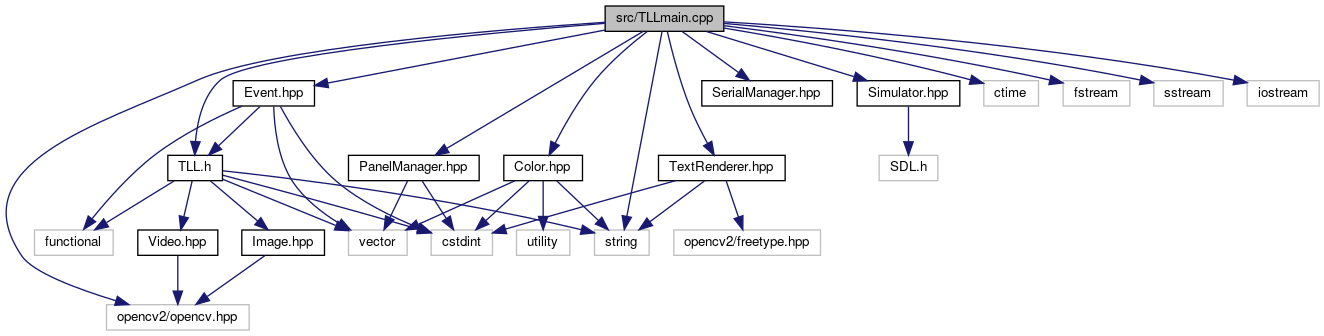 src/TLLmain.cpp
Event.hpp
SerialManager.hpp
Simulator.hpp
ctime
fstream
sstream
iostream
TLL.h
PanelManager.hpp
Color.hpp
TextRenderer.hpp
SDL.h
functional
Video.hpp
Image.hpp
vector
cstdint
utility
string
opencv2/freetype.hpp
opencv2/opencv.hpp